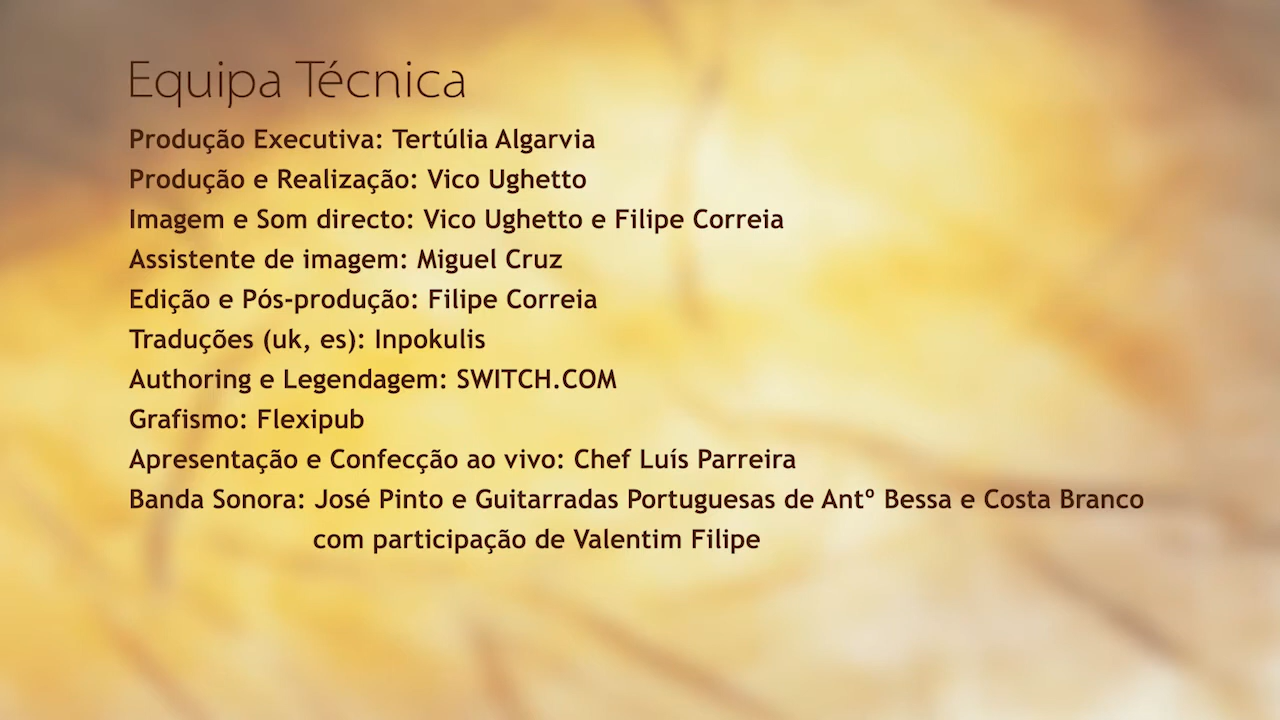 Equipa Técnica
Produção Executiva: Tertúlia Algarvia
Produção e Realização: Vico Ughetto
Imagem e Som directo: Vico Ughetto e Filipe Correia
Assistente de imagem: Miguel Cruz
Edição e Pós-produção: Filipe Correia
Traduções (uk, es): Inpokulis
Authoring e Legendagem: SWITCH.COM
Grafismo: Flexipub
Apresentação e Confecção ao vivo: Chef Luís Parreira
Banda Sonora: José Pinto e Guitarradas Portuguesas de Antº Bessa e Costa Branco
com participação de Valentim Filipe